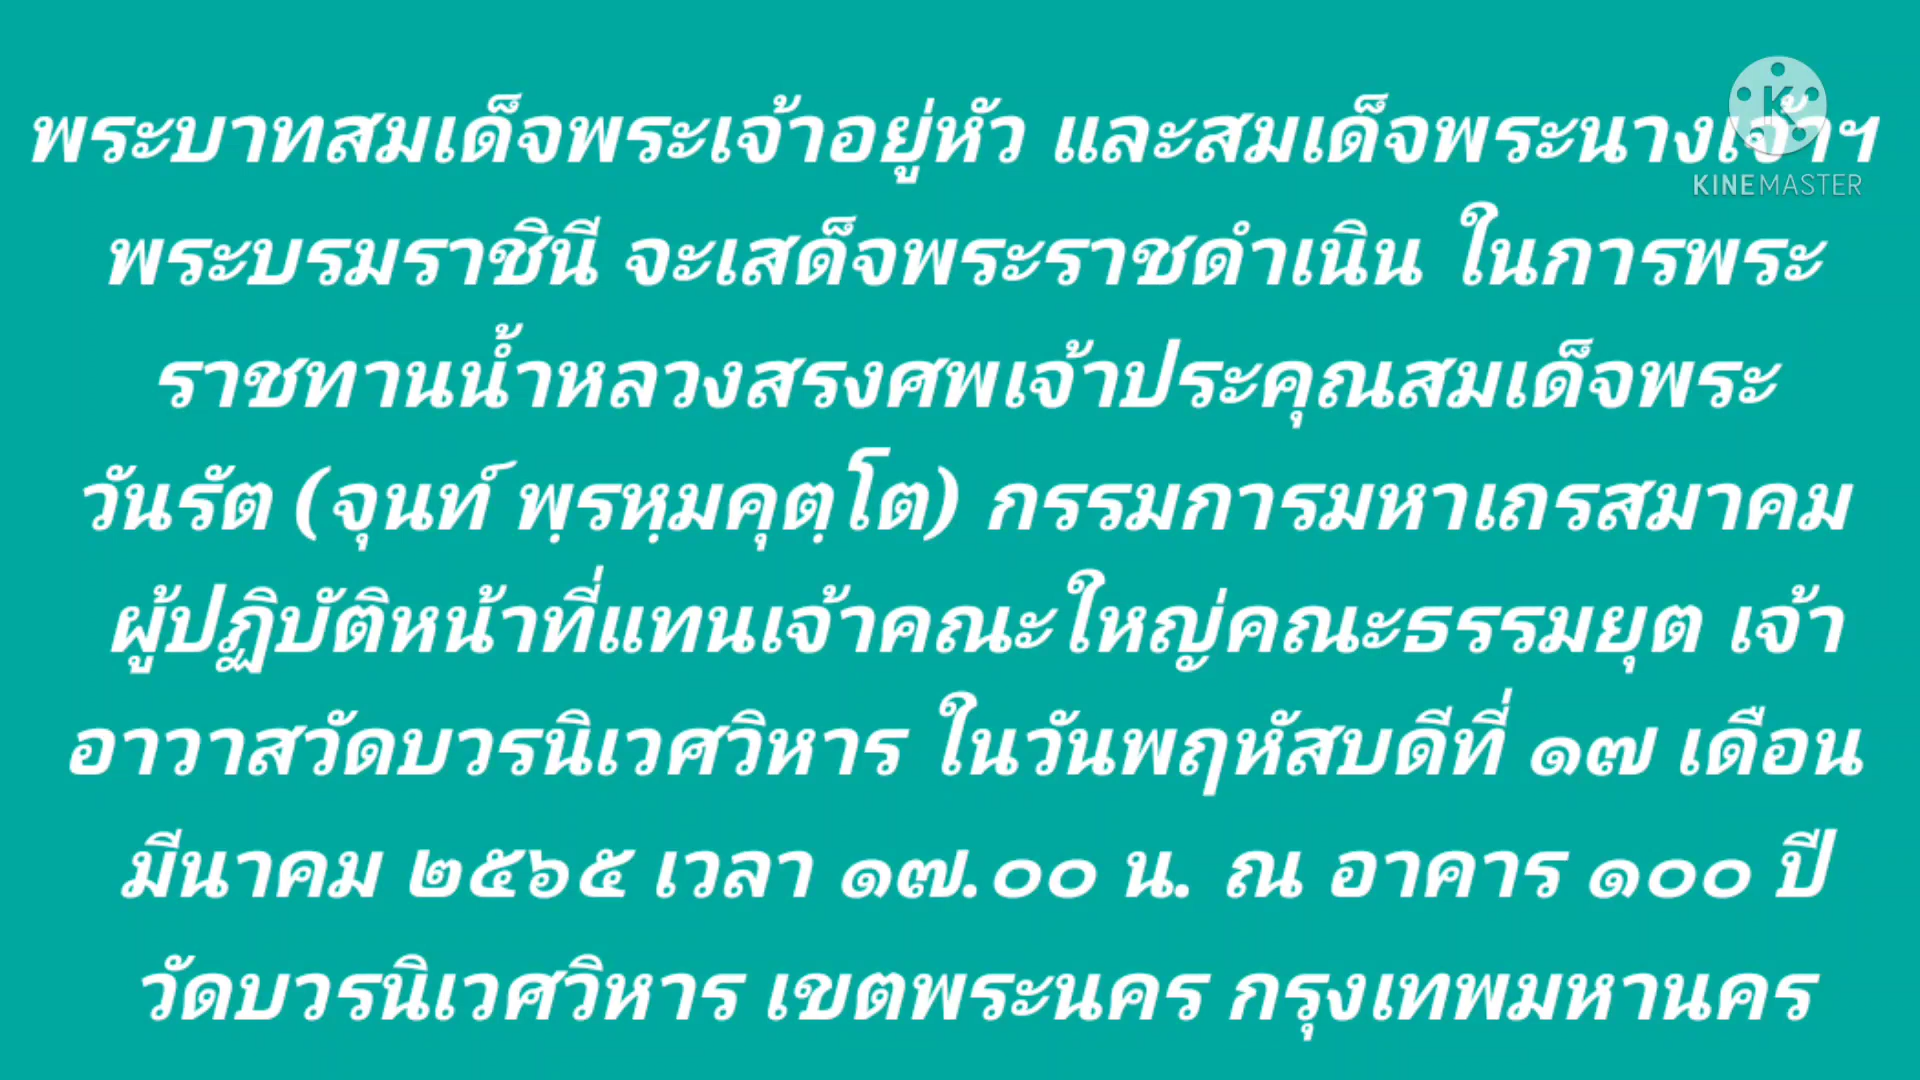 พระบาทสมเด็จพระเจ้าอยู่หัว และสมเด็จพระนางเจ้าฯ
พระบรมราชินี จะเสด็จพระราชดำเนิน ในการพระ
ราชทานน้ำหลวงสรงศพเจ้าประคุณสมเด็จพระ
วันรัต (จุนท์ พฺรหฺมคุตฺโต) กรรมการมหาเถรสมาคม
ผู้ปฏิบัติหน้าที่แทนเจ้าคณะใหญ่คณะธรรมยุต เจ้า
อาวาสวัดบวรนิเวศวิหาร ในวันพฤหัสบดีที่ ๑๗ เดือน
มีนาคม ๒๕๖๕ เวลา ๑๗.๐๐ น. ณ อาคาร ๑๐๐ ปี
วัดบวรนิเวศวิหาร เขตพระนคร กรุงเทพมหานคร
K
KINEMASTER